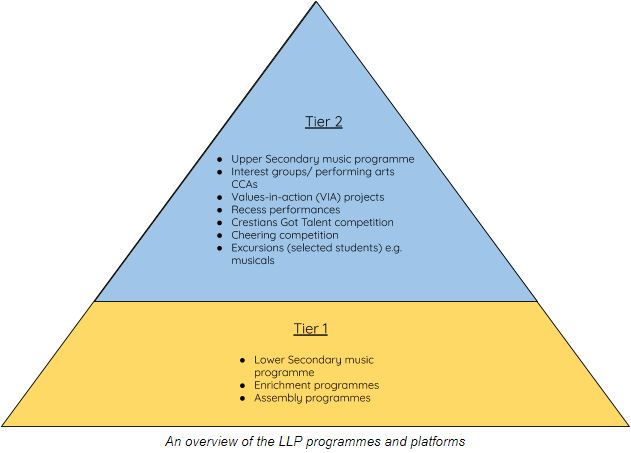 Tier 2
● Upper Secondary music programme
● Interest groups/ performing arts
CCAs
● Values-in-action (VIA) projects
● Recess performances
● Crestians Got Talent competition
● Cheering competition
● Excursions (selected students) e.g.
musicals
Tier 1
● Lower Secondary music
programme
● Enrichment programmes
● Assembly programmes
An overview of the LLP programmes and platforms